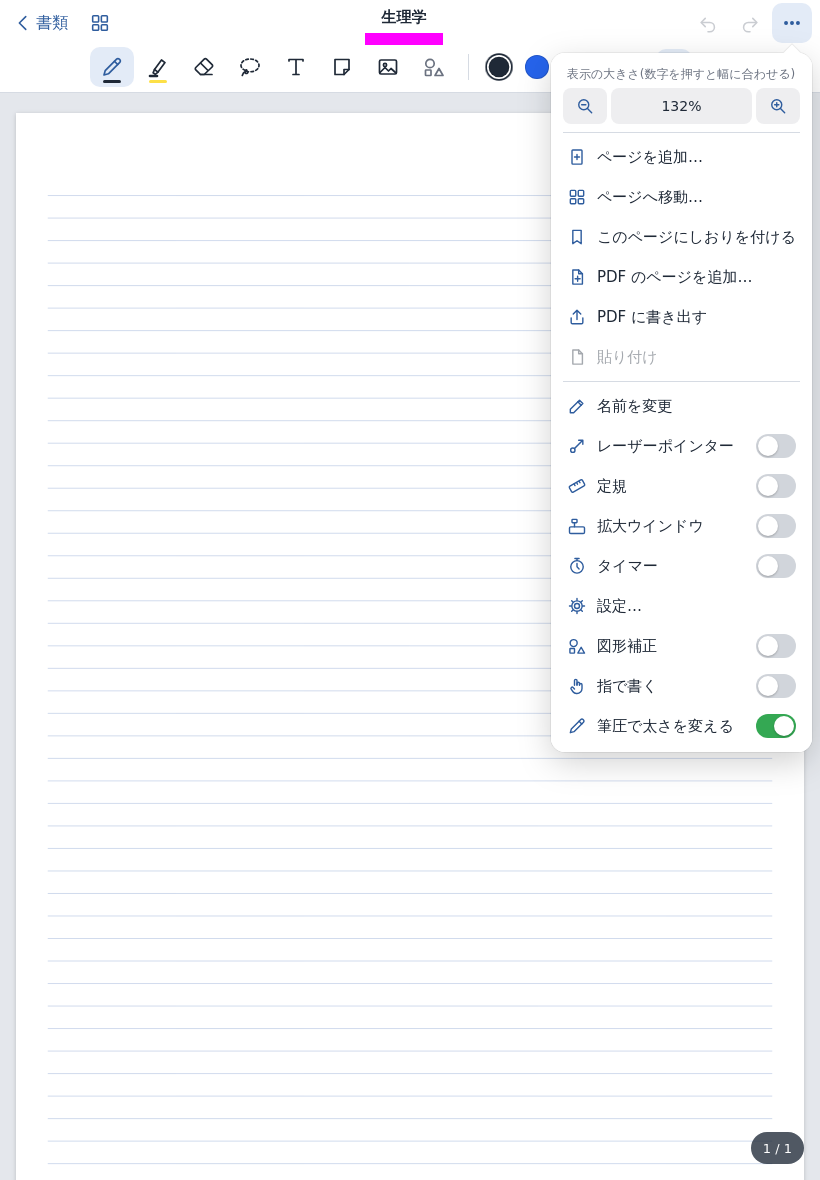 書類
生理学
表示の大きさ(数字を押すと幅に合わせる)
132%
ページを追加…
ページへ移動…
このページにしおりを付ける
PDF のページを追加…
PDF に書き出す
貼り付け
名前を変更
レーザーポインター
定規
拡大ウインドウ
タイマー
設定…
図形補正
指で書く
筆圧で太さを変える
1 / 1